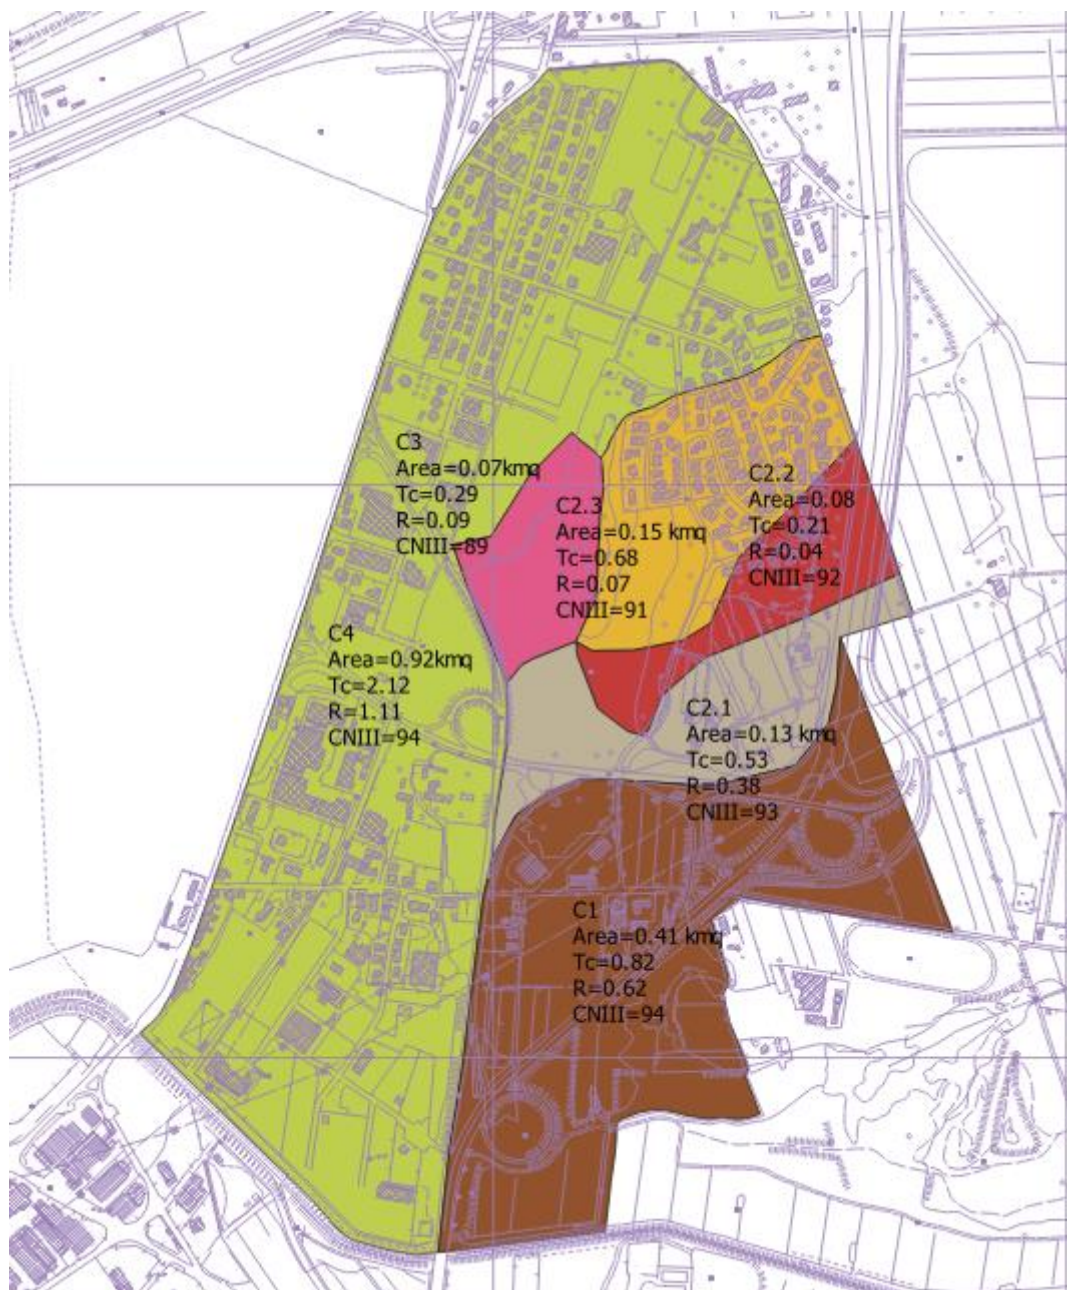 C3
Area=0.07kmq
Tc=0.29
R=0.09
CNIII=89
C2.3
Area=0.15 kmq
Tc=0.68
R=0.07
CNIII=91
C2.2
Area=0.08
Tc=0.21
R=0.04
CNIII=92
C4
Area=0.92kmq
Tc=2.12
R=1.11
CNIII=94
C2.1
Area=0.13 kmq
Tc=0.53
R=0.38
CNIII=93
C1
Area=0.41 kmq
Tc=0.82
R=0.62
CNIII=94